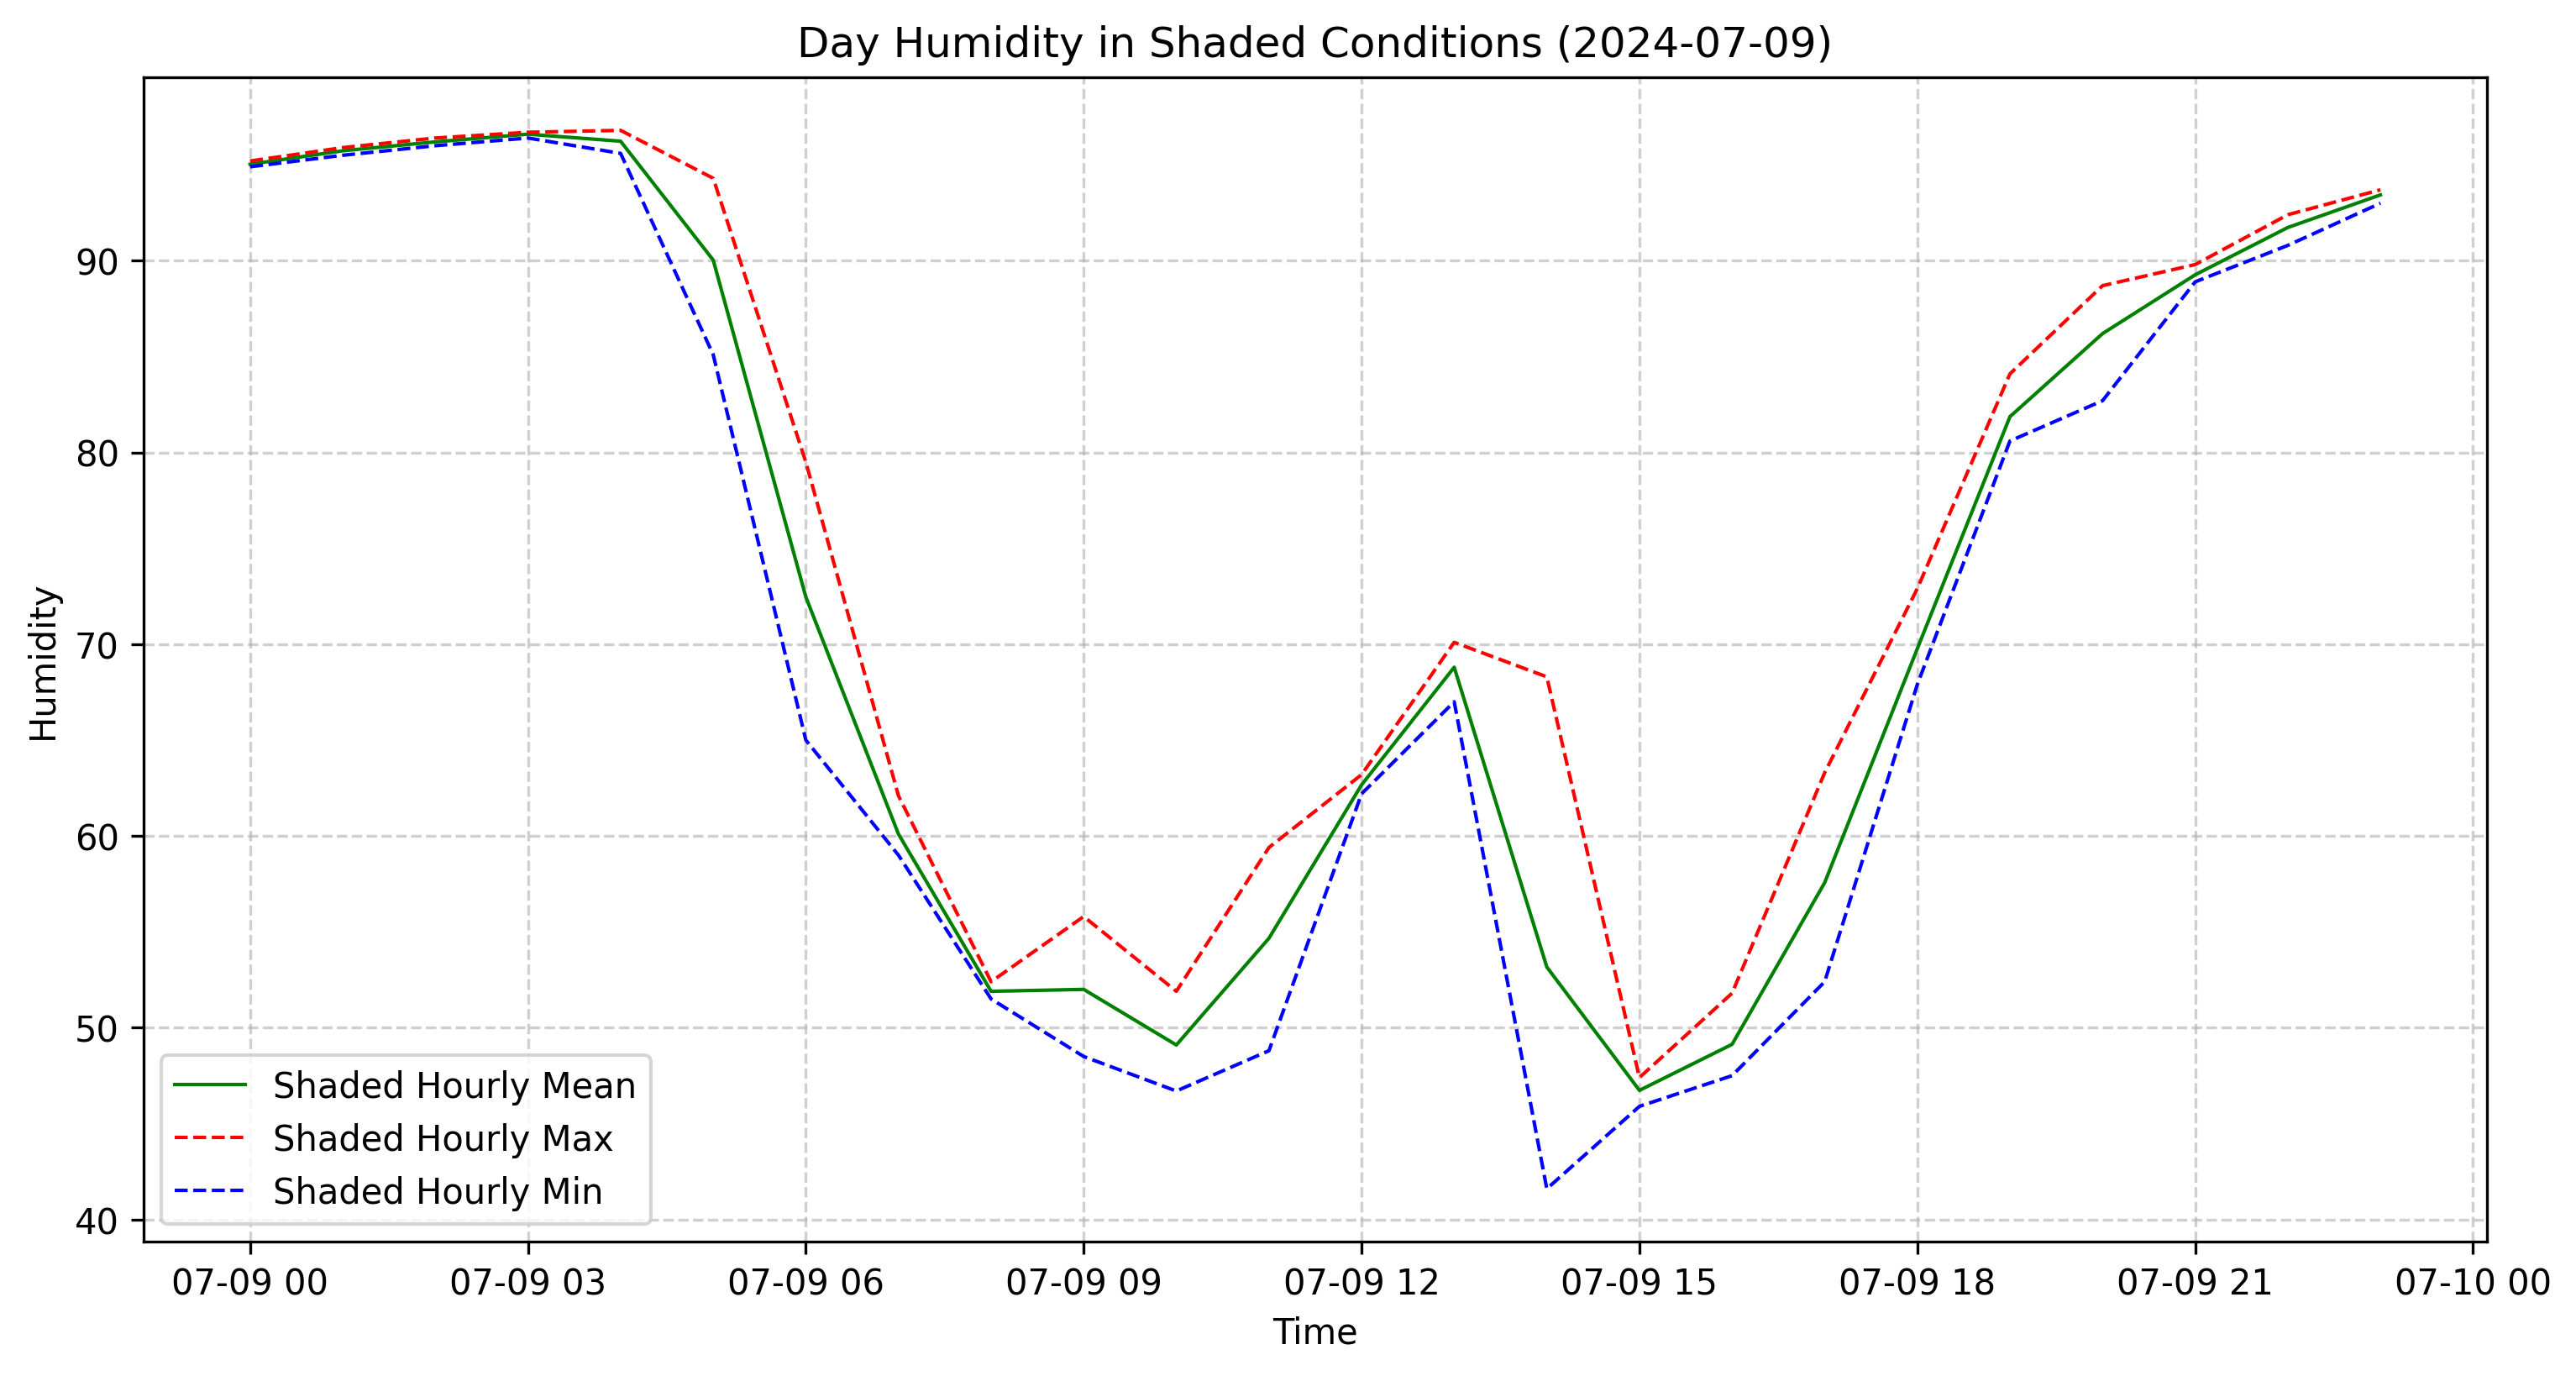 Day Humidity in Shaded Conditions (2024-07-09)
Humidity
90
80
70
60
50
40
Shaded Hourly Mean
Shaded Hourly Max
Shaded Hourly Min
07-09 00 07-09 03 07-09 06 07-09 09 07-09 12 07-09 15 07-09 18 07-09 21 07-10 00
Time